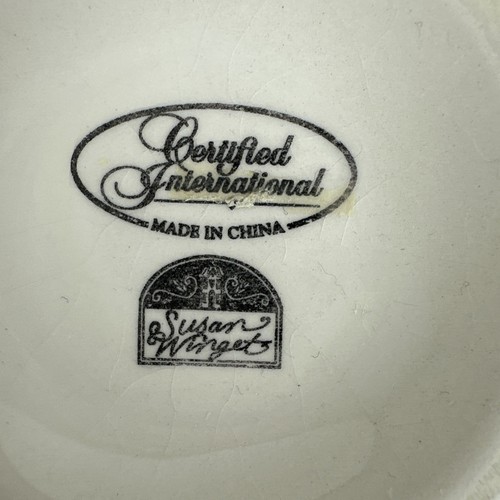 Certified
International
MADE IN CHINA
Susan
Winget